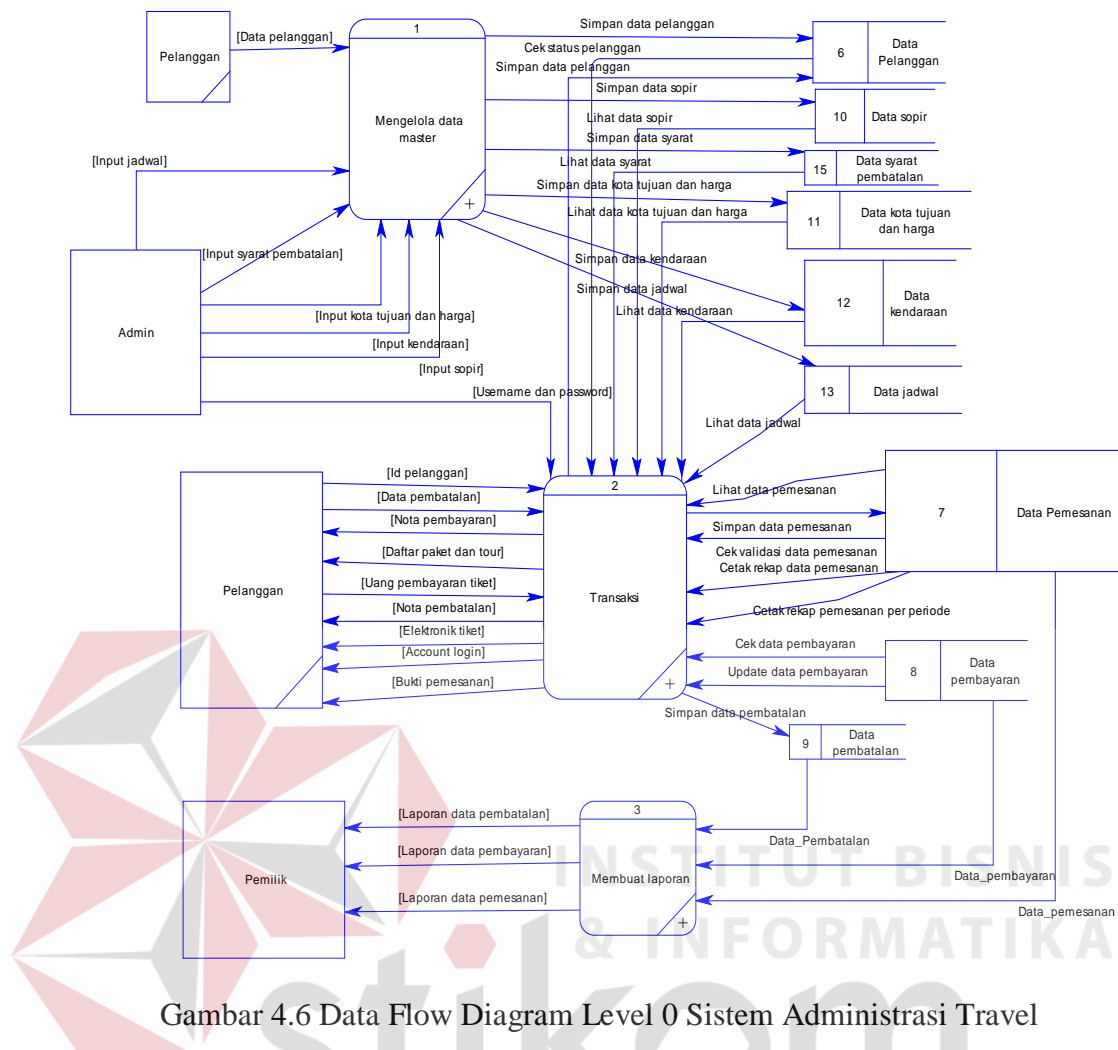 Pelanggan
[Data pelanggan]
1
Mengelola data
master
Simpan data pelanggan
Cek status pelanggan
Simpan data pelanggan
6
Data
Pelanggan
Simpan data sopir
10
Data sopir
Lihat data sopir
Simpan data syarat
Lihat data syarat
15
Data syarat
pembatalan
Simpan data kota tujuan dan harga
Lihat data kota tujuan dan harga
11
Data kota tujuan
dan harga
[Input jadwal]
[Input syarat pembatalan]
Simpan data kendaraan
Simpan data jadwal
Lihat data kendaraan
12
Data
kendaraan
Admin
[Input kota tujuan dan harga]
[Input kendaraan]
[Input sopir]
[Username dan password]
13
Data jadwal
Lihat data jadwal
Pelanggan
[Id pelanggan]
[Data pembatalan]
[Nota pembayaran]
[Daftar paket dan tour]
[Uang pembayaran tiket]
[Nota pembatalan]
[Elektronik tiket]
[Account login]
[Bukti pemesanan]
2
Transaksi
Lihat data pemesanan
Simpan data pemesanan
Cek validasi data pemesanan
Cetak rekap data pemesanan
Cetak rekap pemesanan per periode
7
Data Pemesanan
Cek data pembayaran
Update data pembayaran
8
Data
pembayaran
Simpan data pembatalan
9
Data
pembatalan
Pemilik
[Laporan data pembatalan]
[Laporan data pembayaran]
[Laporan data pemesanan]
3
Membuat laporan
Data_Pembatalan
Data_pembayaran
Data_pemesanan
INSTITUT BISNIS
& INFORMATIKA
stikom
Gambar 4.6 Data Flow Diagram Level 0 Sistem Administrasi Travel